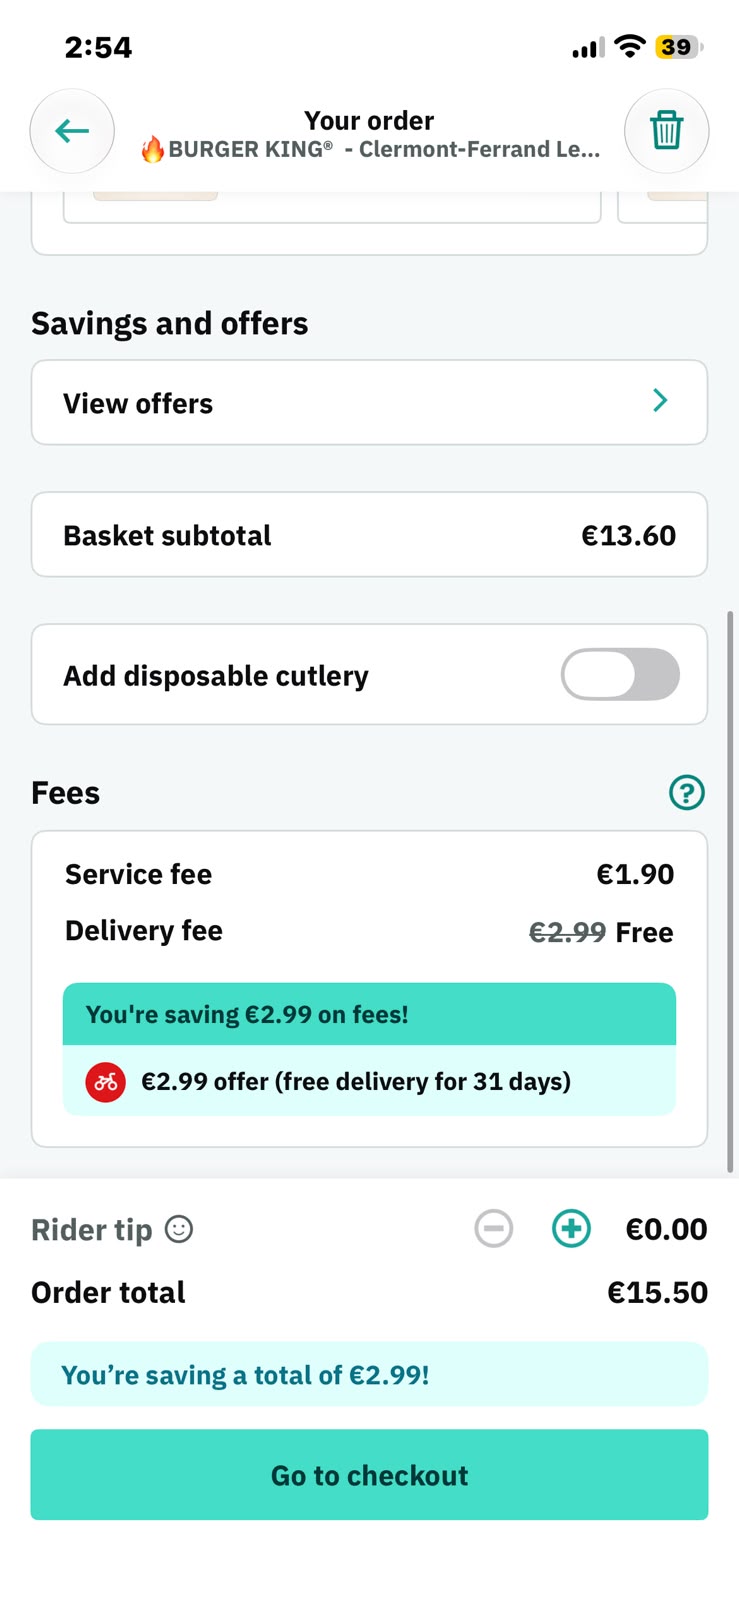 2:54
39
Your order
🔥BURGER KING® - Clermont-Ferrand Le...
Savings and offers
View offers
Basket subtotal €13.60
Add disposable cutlery
Fees ?
Service fee €1.90
Delivery fee €2.99 Free
You're saving €2.99 on fees!
€2.99 offer (free delivery for 31 days)
Rider tip €0.00
Order total €15.50
You’re saving a total of €2.99!
Go to checkout